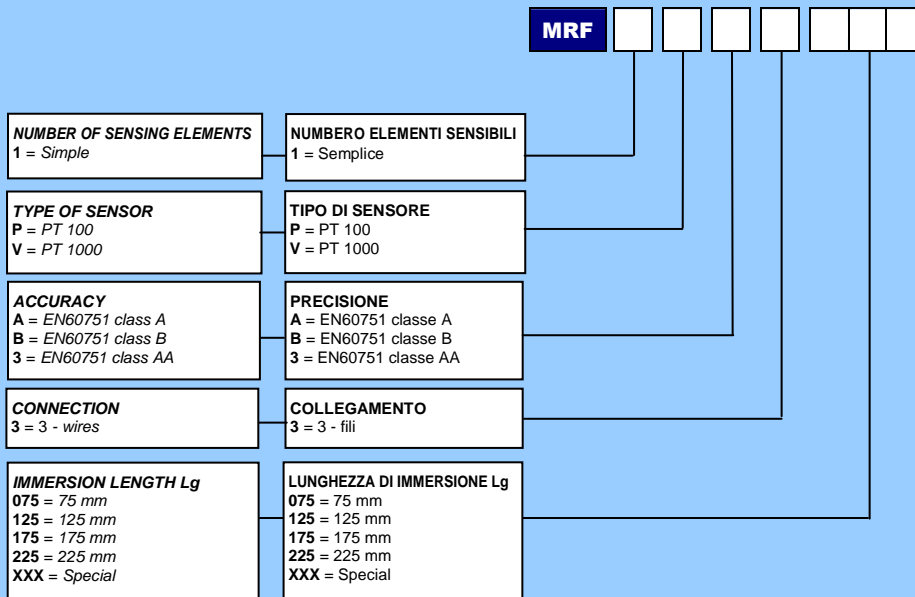 MRF
NUMBER OF SENSING ELEMENTS
1 = Simple
NUMBERO ELEMENTI SENSIBILI
1 = Semplice
TYPE OF SENSOR
P = PT 100
V = PT 1000
TIPO DI SENSORE
P = PT 100
V = PT 1000
ACCURACY
A = EN60751 class A
B = EN60751 class B
3 = EN60751 class AA
PRECISIONE
A = EN60751 classe A
B = EN60751 classe B
3 = EN60751 classe AA
CONNECTION
3 = 3 - wires
COLLEGAMENTO
3 = 3 - fili
IMMERSION LENGTH Lg
075 = 75 mm
125 = 125 mm
175 = 175 mm
225 = 225 mm
XXX = Special
LUNGHEZZA DI IMMERSIONE Lg
075 = 75 mm
125 = 125 mm
175 = 175 mm
225 = 225 mm
XXX = Special